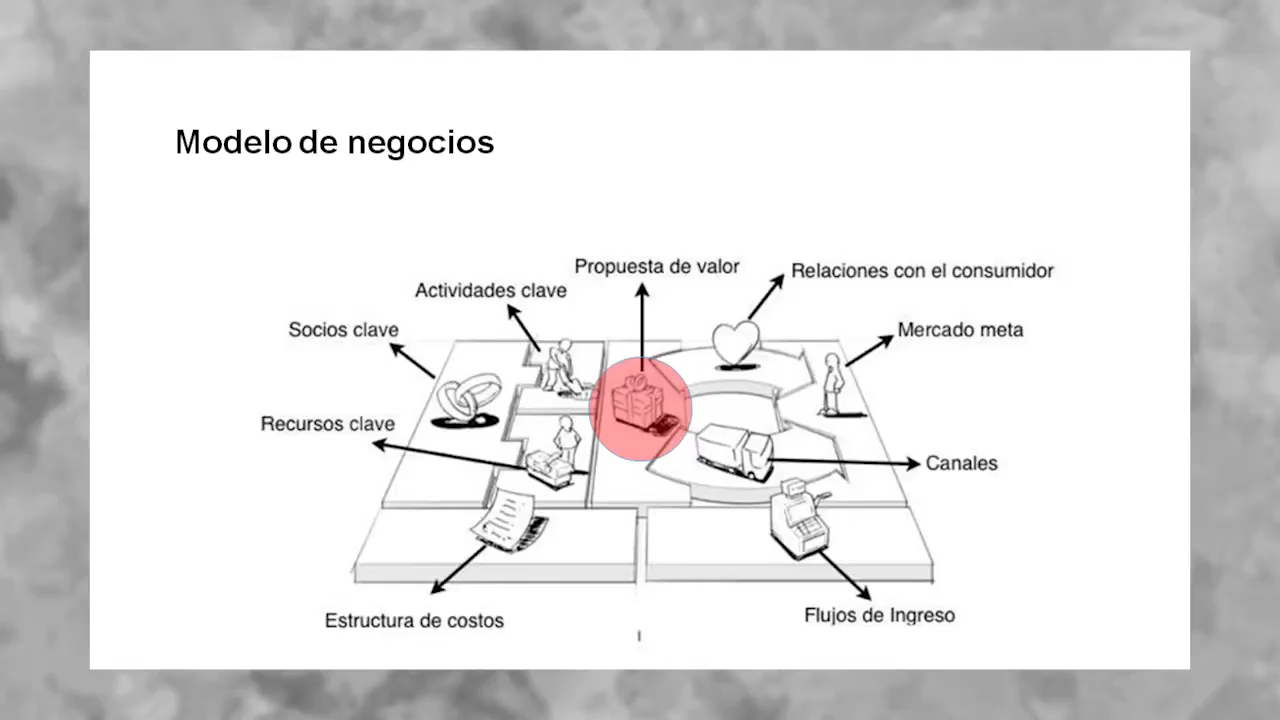 Modelo de negocios
Propuesta de valor
Relaciones con el consumidor
Actividades clave
Socios clave
Mercado meta
Recursos clave
Canales
Estructura de costos
Flujos de Ingreso